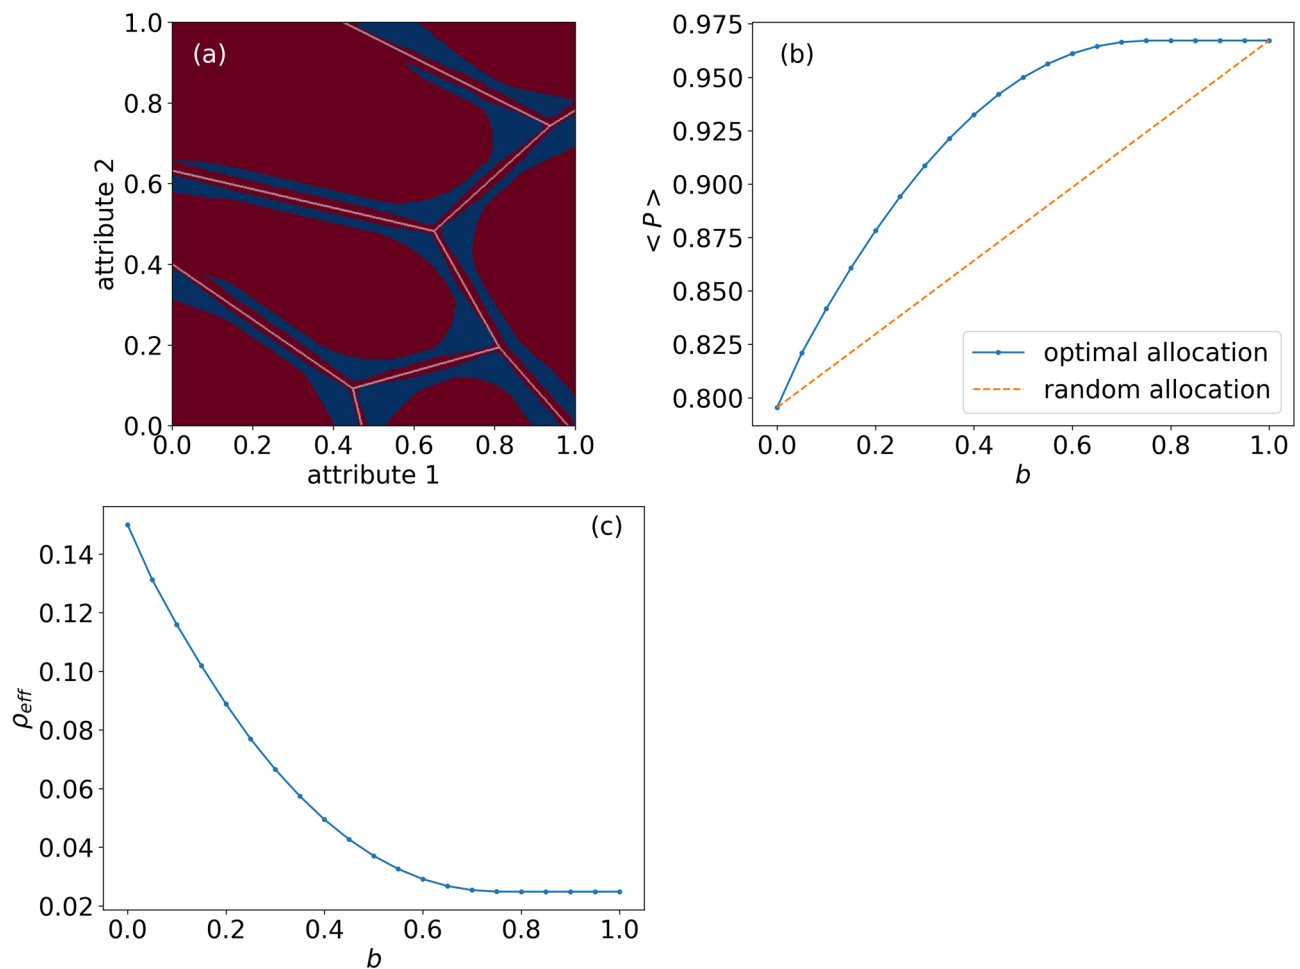 (a)
1.0
0.8
0.6
0.4
0.2
0.0
attribute 2
0.0 0.2 0.4 0.6 0.8 1.0
attribute 1
(b)
0.975
0.950
0.925
0.900
0.875
0.850
0.825
0.800
< P >
optimal allocation
random allocation
0.0 0.2 0.4 0.6 0.8 1.0
b
(c)
0.14
0.12
0.10
0.08
0.06
0.04
0.02
ρeff
0.0 0.2 0.4 0.6 0.8 1.0
b